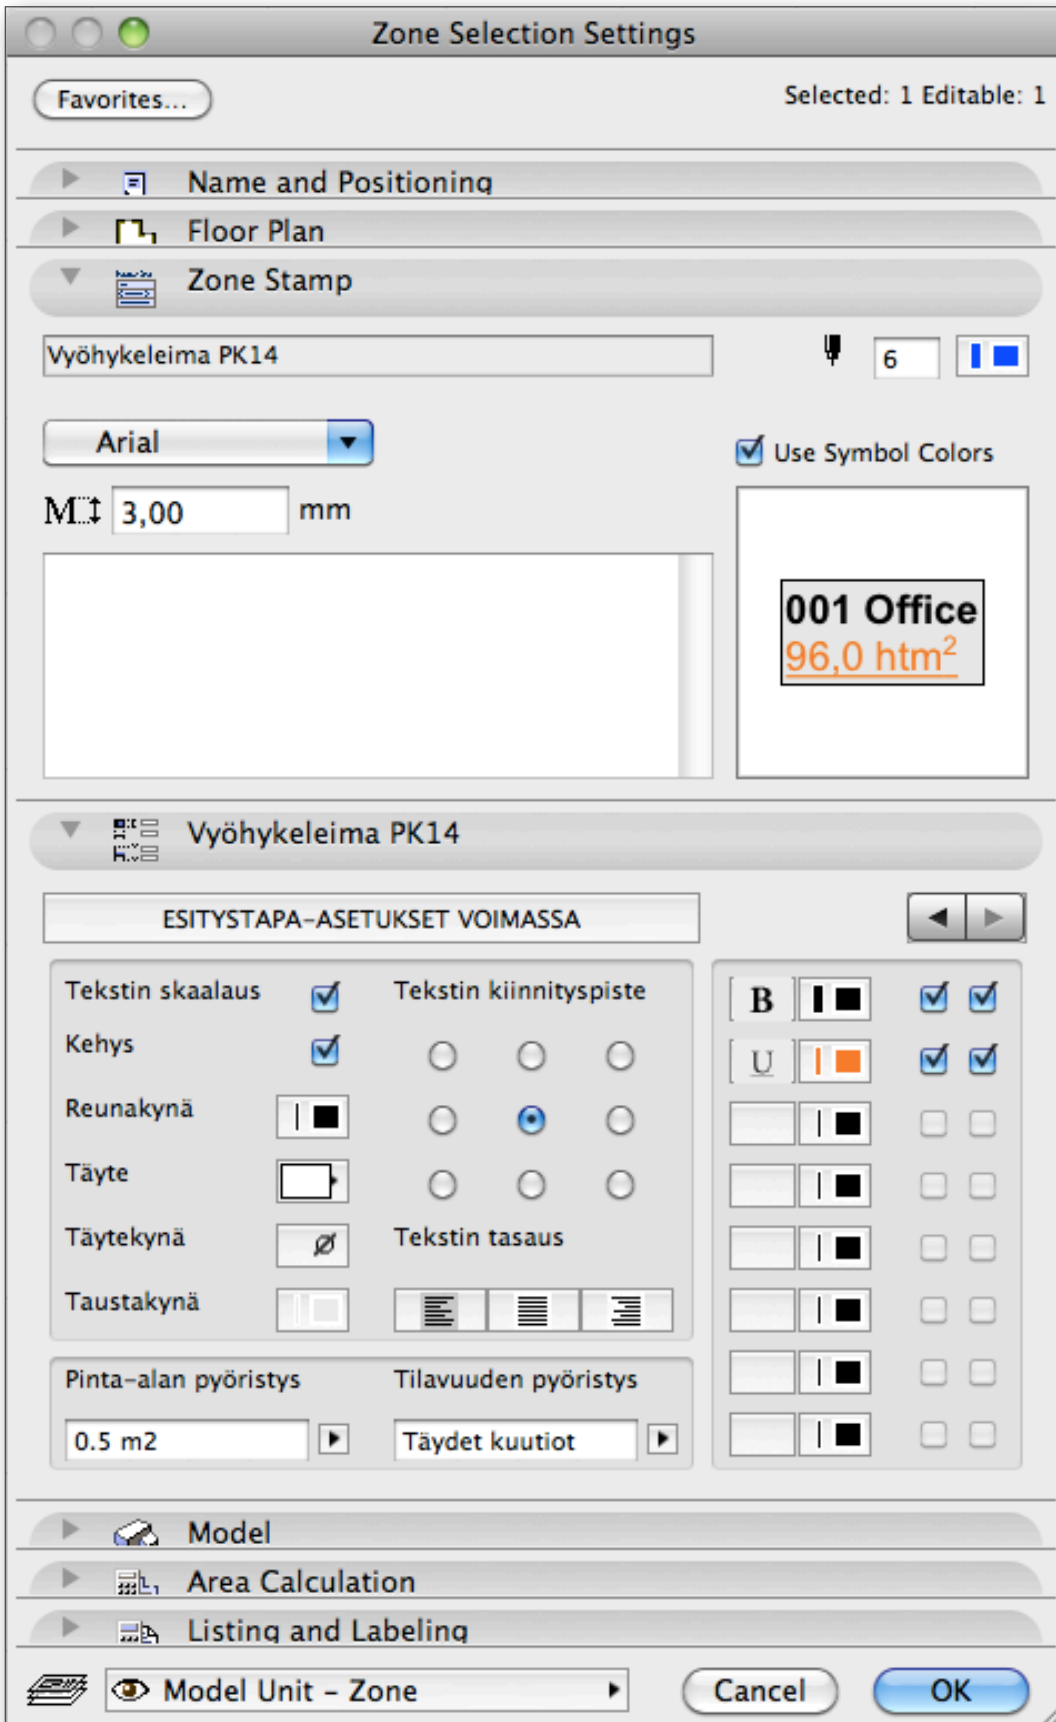 Zone Selection Settings
Favorites...
Selected: 1 Editable: 1
Name and Positioning
Floor Plan
Zone Stamp
Vyöhykeleima PK14
6
Arial
Use Symbol Colors
M 3,00 mm
001 Office
96,0 htm²
Vyöhykeleima PK14
ESITYSTAPA-ASETUKSET VOIMASSA
Tekstin skaalaus
Tekstin kiinnityspiste
B
Kehys
U
Reunakynä
Täyte
Täytekynä
Tekstin tasaus
Taustakynä
Pinta-alan pyöristys
Tilavuuden pyöristys
0.5 m2
Täydet kuutiot
Model
Area Calculation
Listing and Labeling
Model Unit - Zone
Cancel
OK